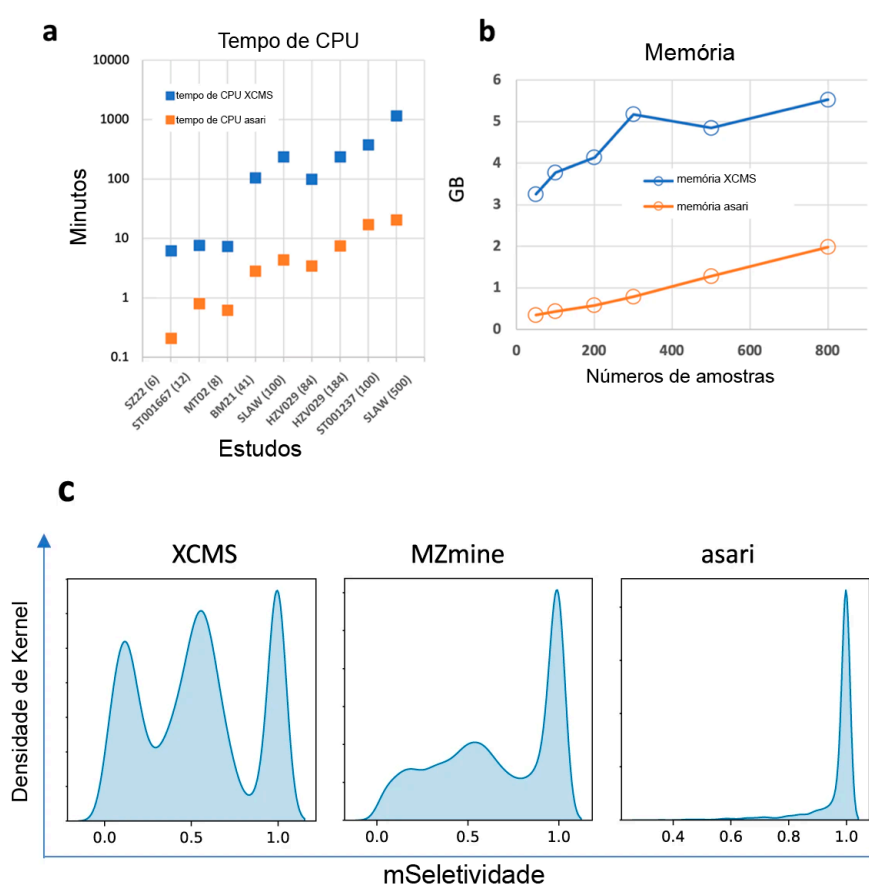 a
Tempo de CPU
10000
1000
100
10
1
0.1
Minutos
tempo de CPU XCMS
tempo de CPU asari
SZ22 (6)
ST001667 (12)
MT02 (8)
BM21 (41)
SLAW (100)
HZV029 (84)
HZV029 (184)
ST001237 (100)
SLAW (500)
Estudos
b
Memória
6
5
4
3
2
1
0
GB
memória XCMS
memória asari
0 200 400 600 800
Números de amostras
c
XCMS MZmine asari
Densidade de Kernel
0.0 0.5 1.0 0.0 0.5 1.0 0.4 0.6 0.8 1.0
mSeletividade